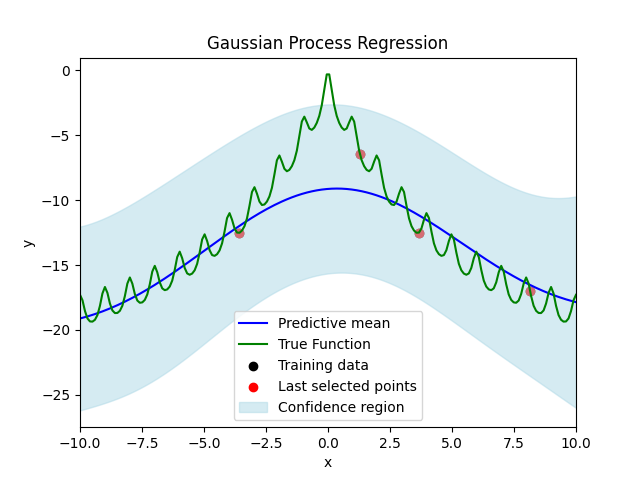 Gaussian Process Regression
y
0
−5
−10
−15
−20
−25
Predictive mean
True Function
Training data
Last selected points
Confidence region
−10.0 −7.5 −5.0 −2.5 0.0 2.5 5.0 7.5 10.0
x